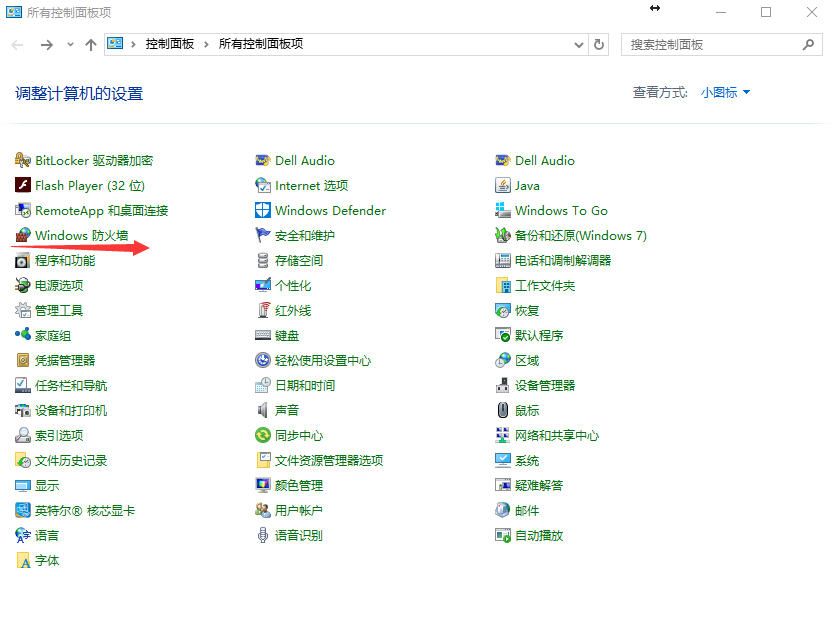 所有控制面板项
控制面板 所有控制面板项 搜索控制面板
调整计算机的设置 查看方式: 小图标
BitLocker 驱动器加密 Dell Audio Dell Audio
Flash Player (32 位) Internet 选项 Java
RemoteApp 和桌面连接 Windows Defender Windows To Go
Windows 防火墙 安全和维护 备份和还原(Windows 7)
程序和功能 存储空间 电话和调制解调器
电源选项 个性化 工作文件夹
管理工具 红外线 恢复
家庭组 键盘 默认程序
凭据管理器 轻松使用设置中心 区域
任务栏和导航 日期和时间 设备管理器
设备和打印机 声音 鼠标
索引选项 同步中心 网络和共享中心
文件历史记录 文件资源管理器选项 系统
显示 颜色管理 疑难解答
英特尔® 核芯显卡 用户帐户 邮件
语言 语音识别 自动播放
字体